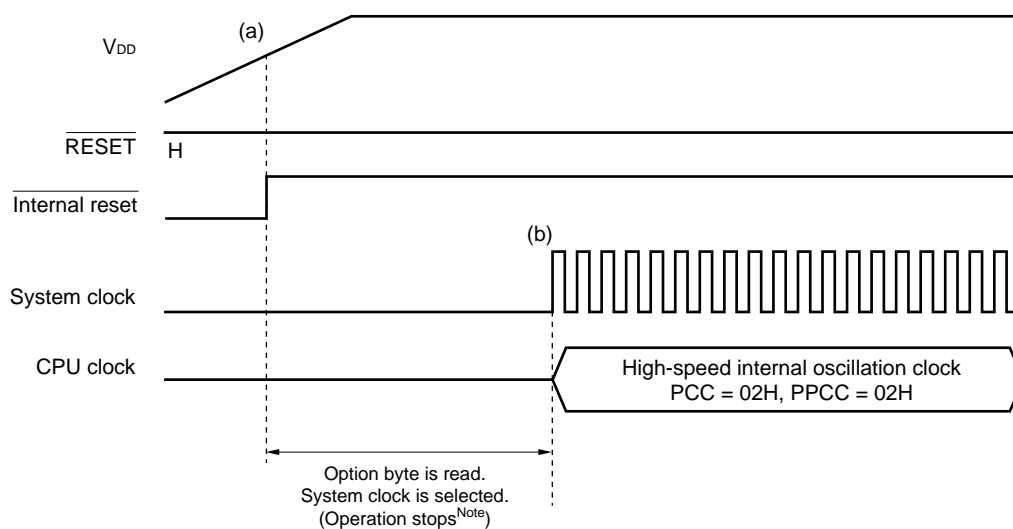 (a)
VDD
RESET
H
Internal reset
(b)
System clock
CPU clock
High-speed internal oscillation clock
PCC = 02H, PPCC = 02H
Option byte is read.
System clock is selected.
(Operation stopsNote)